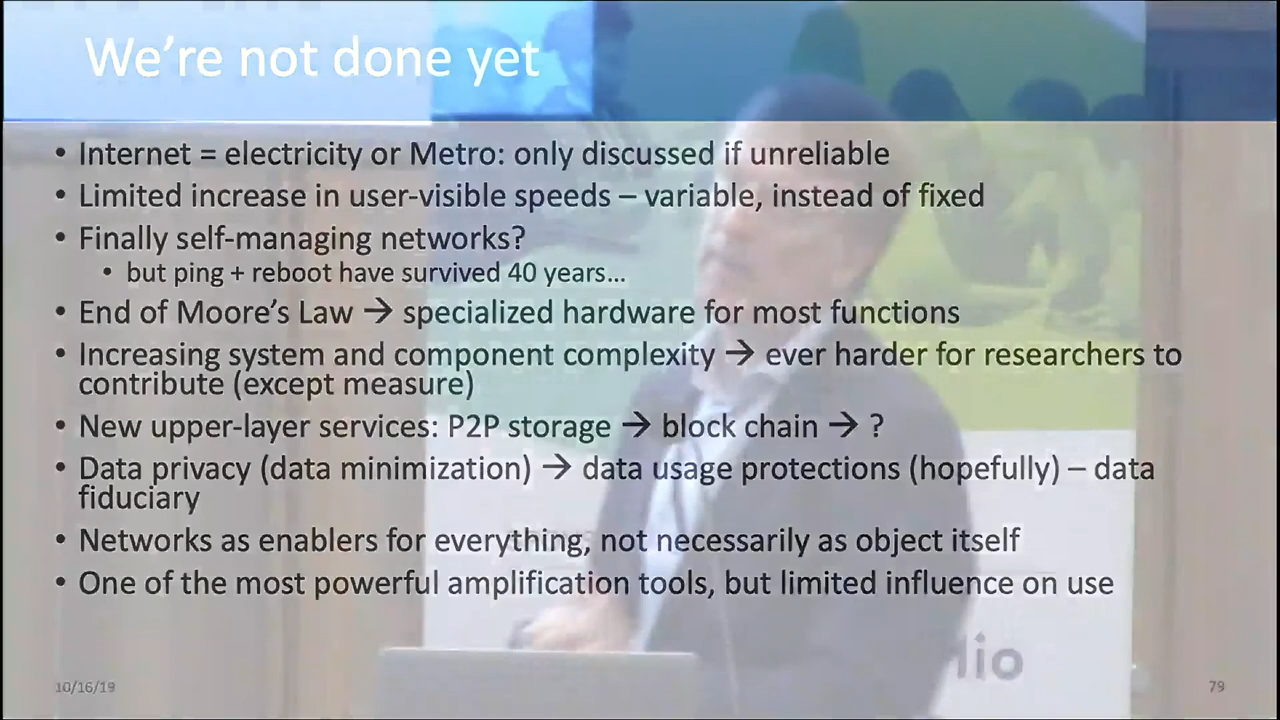 We're not done yet
• Internet = electricity or Metro: only discussed if unreliable
• Limited increase in user-visible speeds – variable, instead of fixed
• Finally self-managing networks?
• but ping + reboot have survived 40 years…
• End of Moore's Law → specialized hardware for most functions
• Increasing system and component complexity → ever harder for researchers to
contribute (except measure)
• New upper-layer services: P2P storage → block chain → ?
• Data privacy (data minimization) → data usage protections (hopefully) – data
fiduciary
• Networks as enablers for everything, not necessarily as object itself
• One of the most powerful amplification tools, but limited influence on use
10/16/19
79